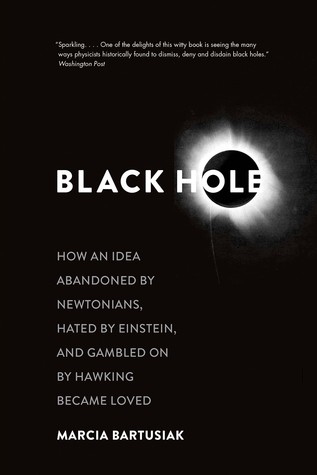 "Sparkling. . . . One of the delights of this witty book is seeing the many
ways physicists historically found to dismiss, deny and disdain black holes."
Washington Post
BLACK HOLE
HOW AN IDEA
ABANDONED BY
NEWTONIANS,
HATED BY EINSTEIN,
AND GAMBLED ON
BY HAWKING
BECAME LOVED
MARCIA BARTUSIAK